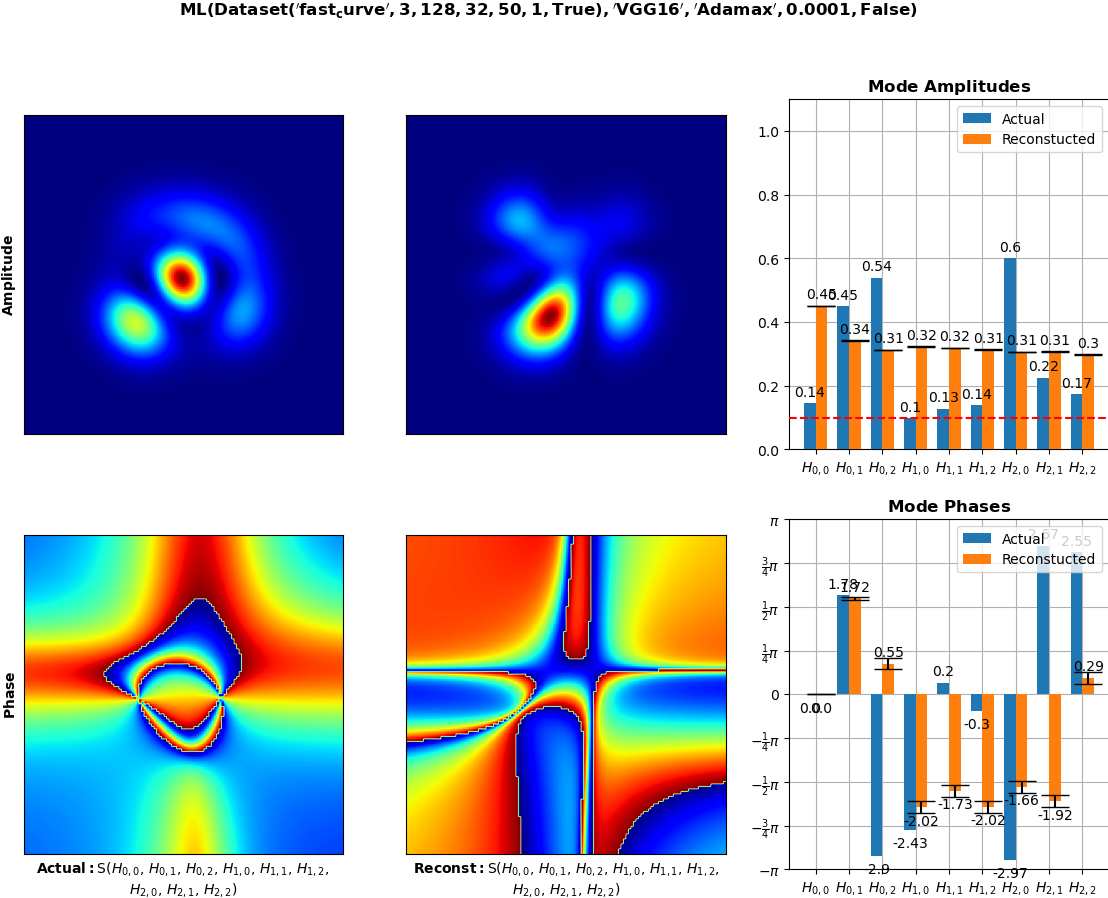 ML(Dataset('fast_curve', 3, 128, 32, 50, 1, True), 'VGG16', 'Adamax', 0.0001, False)
Mode Amplitudes
Amplitude
Actual
Reconstucted
1.0
0.8
0.6
0.4
0.2
0.0
0.14
0.45
0.45
0.34
0.54
0.31
0.1
0.32
0.13
0.32
0.14
0.31
0.6
0.31
0.22
0.31
0.17
0.3
H0,0 H0,1 H0,2 H1,0 H1,1 H1,2 H2,0 H2,1 H2,2
Mode Phases
Phase
Actual
Reconstucted
π
3/4π
1/2π
1/4π
0
−1/4π
−1/2π
−3/4π
−π
0.0
0.0
1.78
1.72
-2.9
0.55
-2.43
-2.02
0.2
-1.73
-0.3
-2.02
-2.97
-1.66
2.67
-1.92
2.55
0.29
H0,0 H0,1 H0,2 H1,0 H1,1 H1,2 H2,0 H2,1 H2,2
Actual: S(H0,0, H0,1, H0,2, H1,0, H1,1, H1,2,
H2,0, H2,1, H2,2)
Reconst: S(H0,0, H0,1, H0,2, H1,0, H1,1, H1,2,
H2,0, H2,1, H2,2)